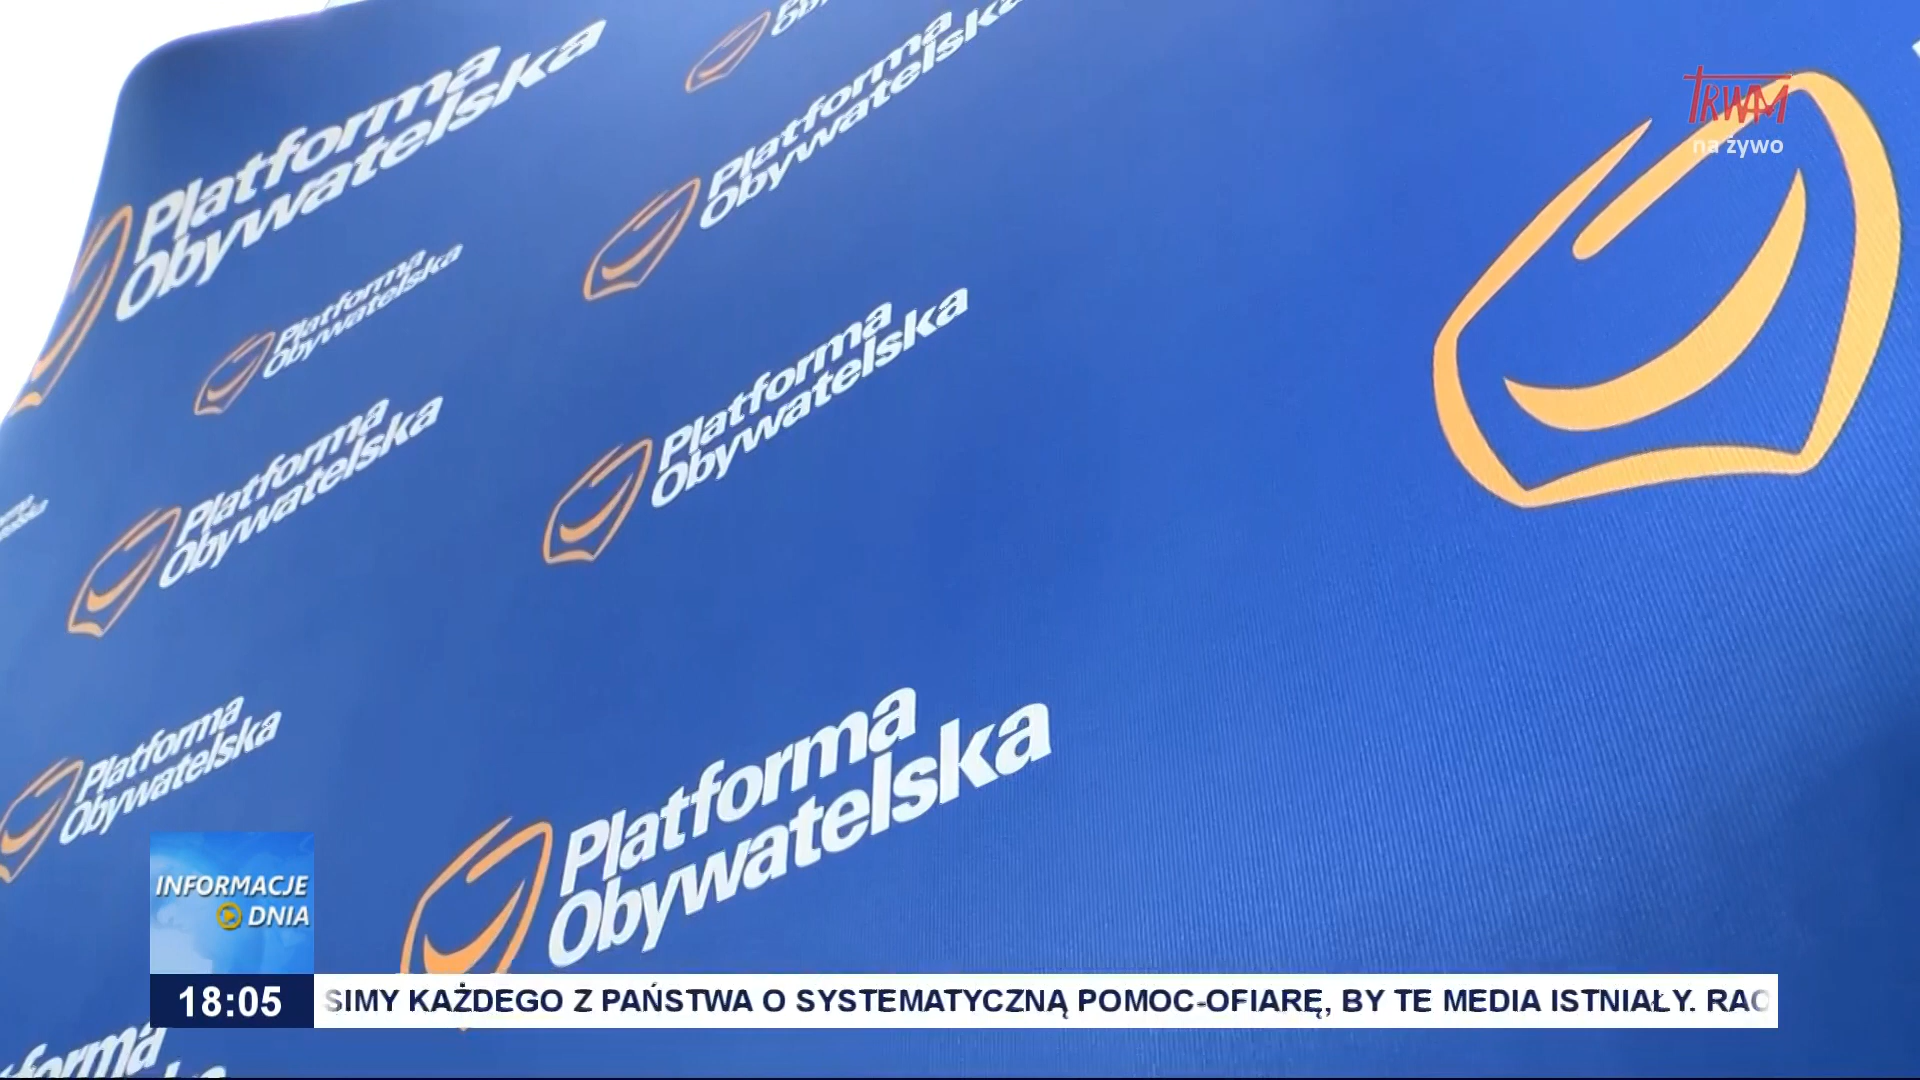 Platforma
Obywatelska
Platforma
Obywatelska
TRWAM
na żywo
Platforma
Obywatelska
Platforma
Obywatelska
Platforma
Obywatelska
Platforma
Obywatelska
Platforma
Obywatelska
INFORMACJE
DNIA
18:05
SIMY KAŻDEGO Z PAŃSTWA O SYSTEMATYCZNĄ POMOC-OFIARĘ, BY TE MEDIA ISTNIAŁY.